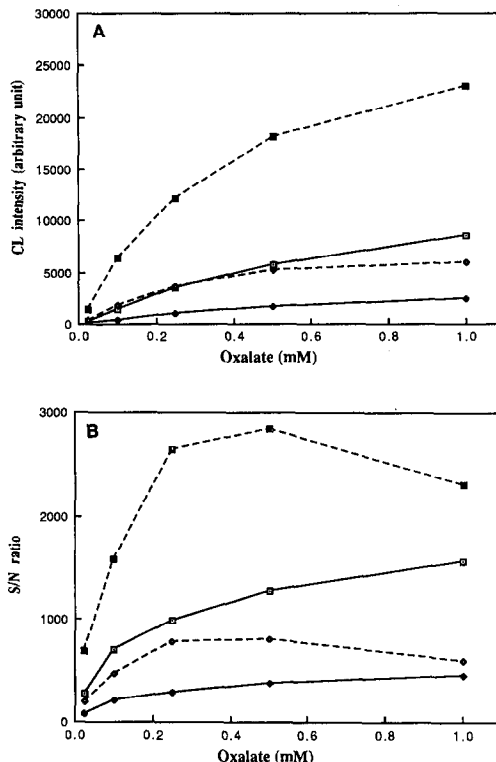 A
30000
25000
20000
15000
10000
5000
0
CL intensity (arbitrary unit)
0.0 0.2 0.4 0.6 0.8 1.0
Oxalate (mM)
B
3000
2000
1000
0
S/N ratio
0.0 0.2 0.4 0.6 0.8 1.0
Oxalate (mM)